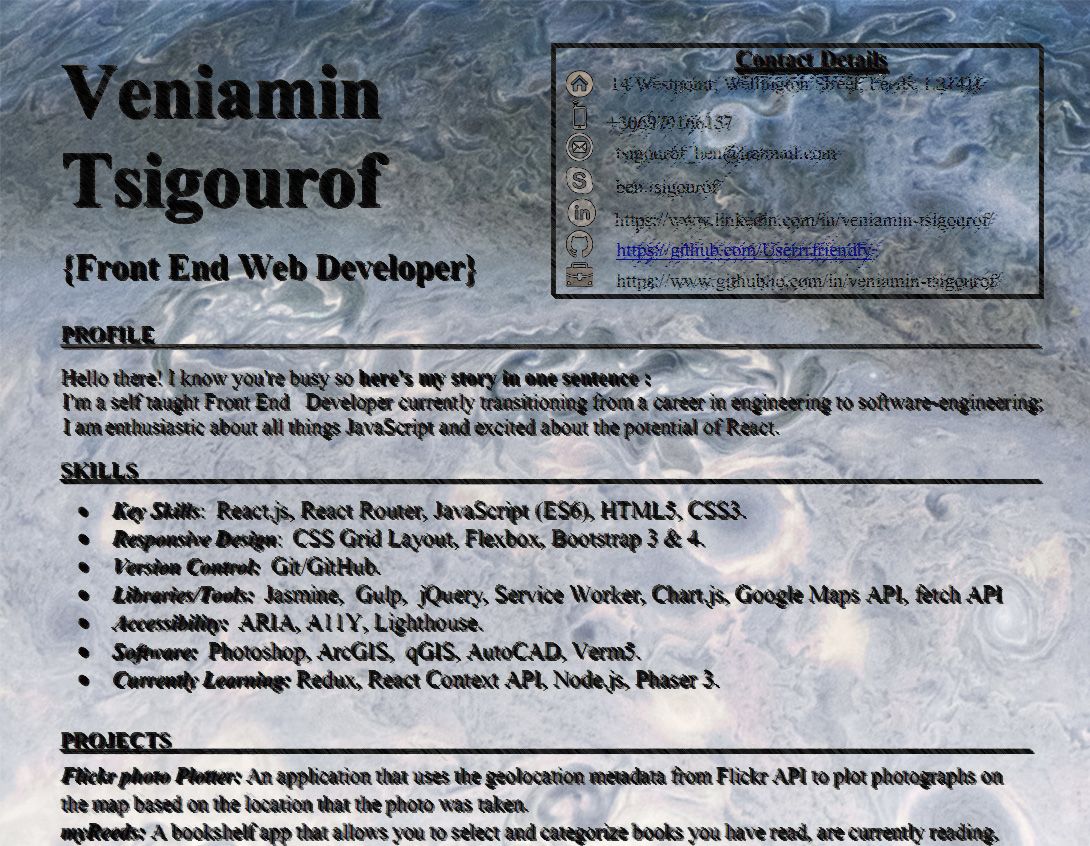 Veniamin
Tsigourof
{Front End Web Developer}
Contact Details
14 Westpoint, Wellington Street, Leeds,
ben.tsigourof
https://www.linkedin.com/in/veniamin-tsigourof/
https://github.com/Usern.friendly
https://www.githubiq.com/in/veniamin-tsigourof/
PROFILE
Hello there! I know you're busy so here's my story in one sentence :
I'm a self taught Front End Developer currently transitioning from a career in engineering to software-engineering;
I am enthusiastic about all things JavaScript and excited about the potential of React.
SKILLS
• Key Skills: React.js, React Router, JavaScript (ES6), HTML5, CSS3.
• Responsive Design: CSS Grid Layout, Flexbox, Bootstrap 3 & 4.
• Version Control: Git/GitHub.
• Libraries/Tools: Jasmine, Gulp, jQuery, Service Worker, Chart.js, Google Maps API, fetch API
• Accessibility: ARIA, A11Y, Lighthouse.
• Software: Photoshop, ArcGIS, qGIS, AutoCAD, Verm5.
• Currently Learning: Redux, React Context API, Node.js, Phaser 3.
PROJECTS
Flickr photo Plotter: An application that uses the geolocation metadata from Flickr API to plot photographs on
the map based on the location that the photo was taken.
myReeds: A bookshelf app that allows you to select and categorize books you have read, are currently reading,